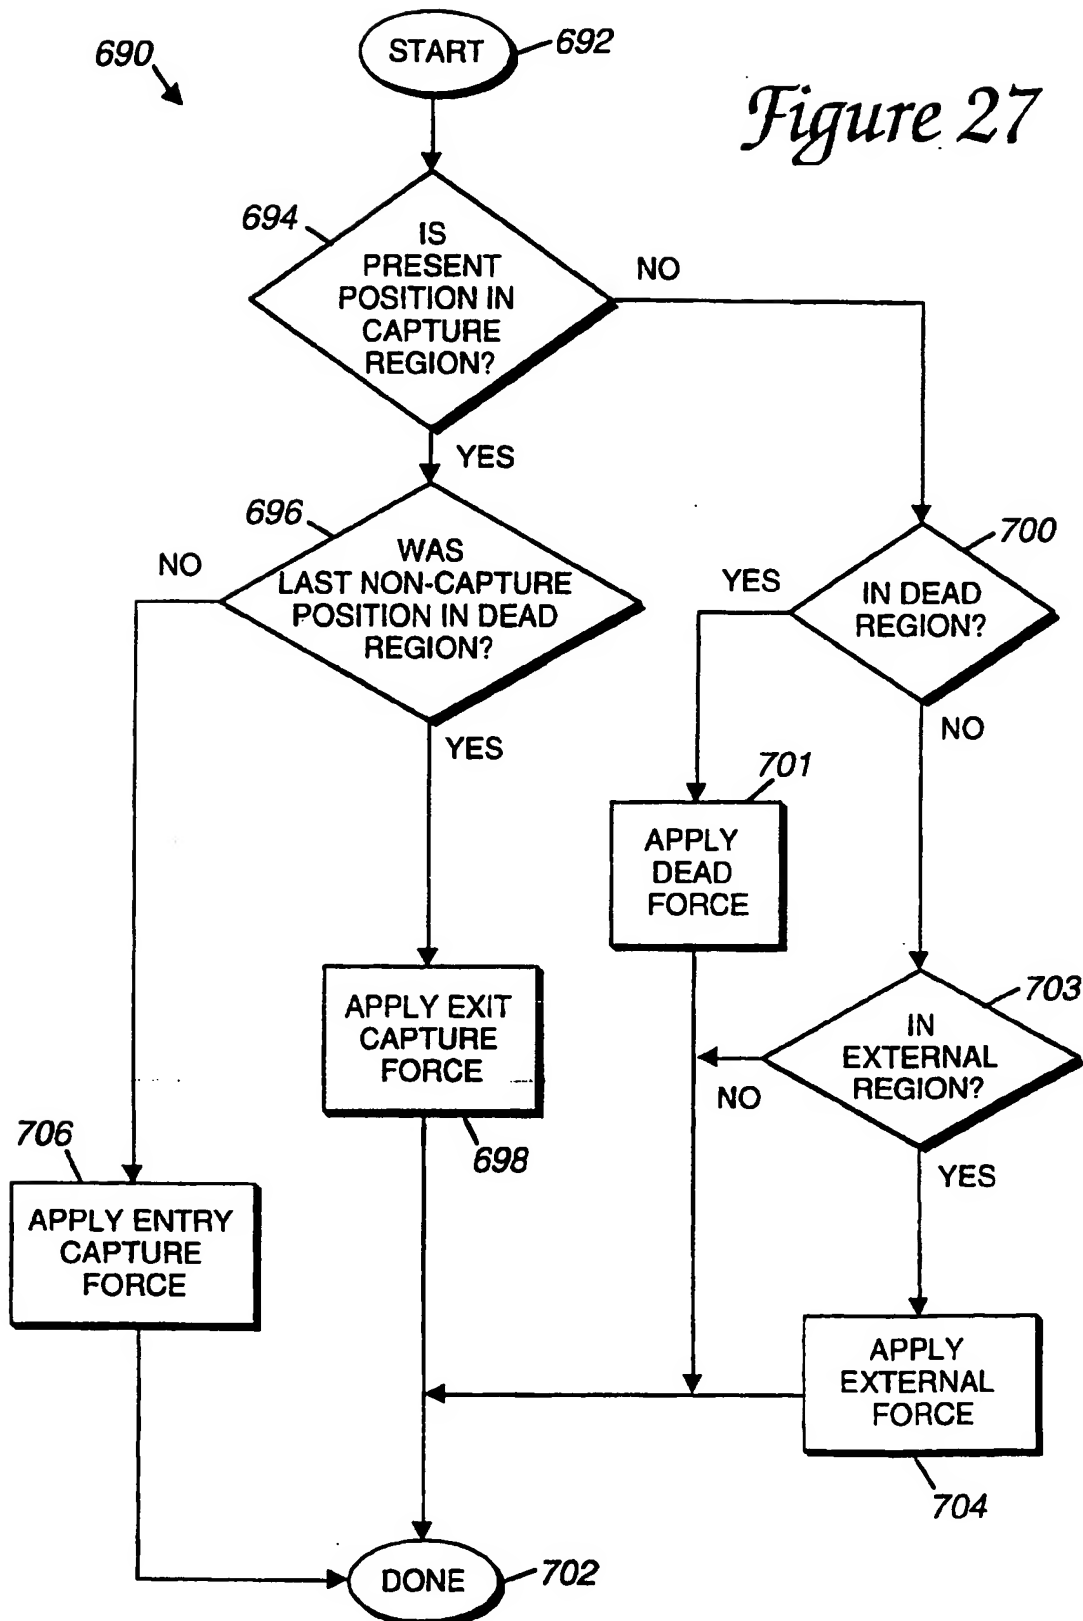 690
START
692
Figure 27
694
IS
PRESENT
POSITION IN
CAPTURE
REGION?
NO
YES
696
WAS
LAST NON-CAPTURE
POSITION IN DEAD
REGION?
NO
YES
700
IN DEAD
REGION?
YES
NO
701
APPLY
DEAD
FORCE
703
IN
EXTERNAL
REGION?
NO
YES
APPLY EXIT
CAPTURE
FORCE
698
706
APPLY ENTRY
CAPTURE
FORCE
APPLY
EXTERNAL
FORCE
704
DONE
702